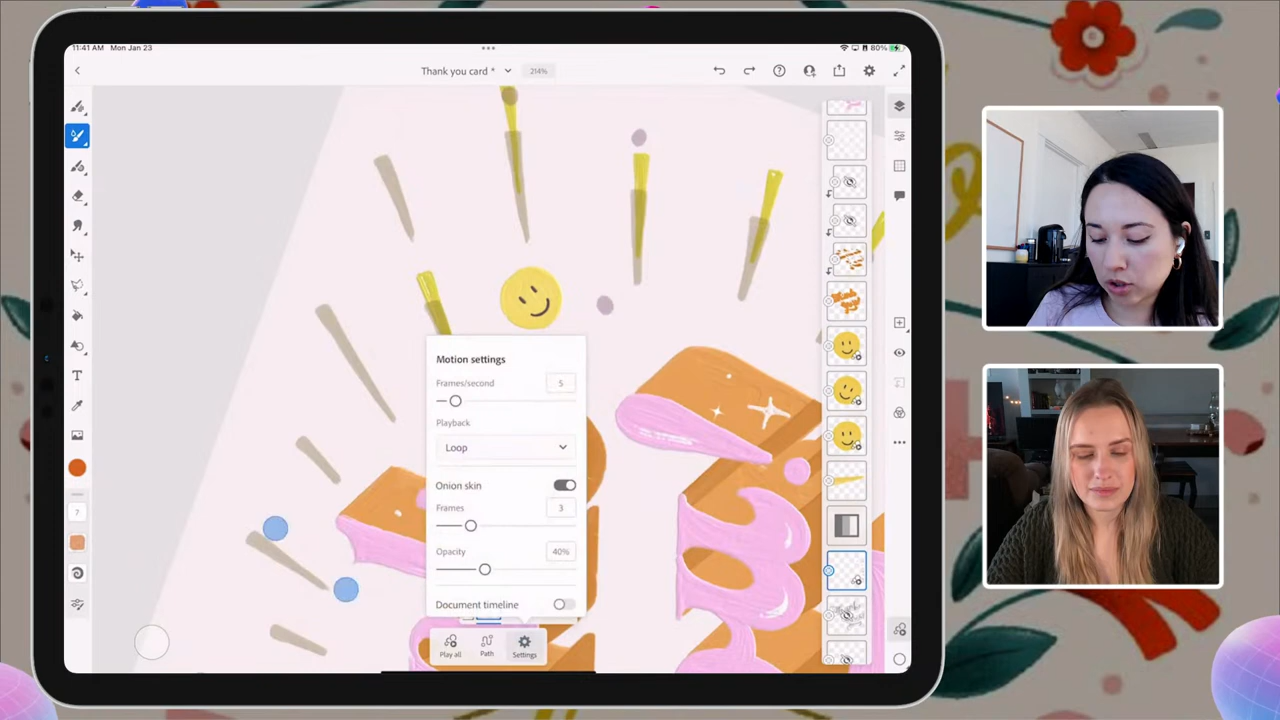 11:41 AM Mon Jan 23
80%
Thank you card *
214%
Motion settings
Frames/second
5
Playback
Loop
Onion skin
Frames
3
Opacity
40%
Document timeline
7
Play all
Path
Settings
T